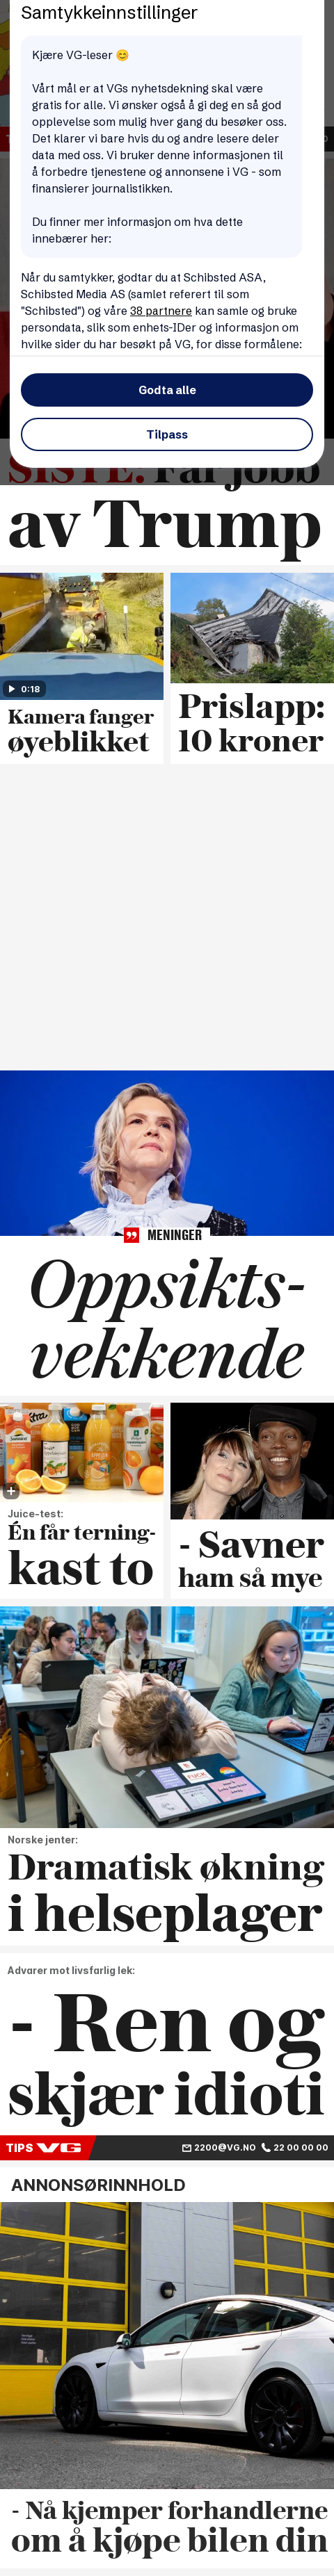 Samtykkeinnstillinger
Kjære VG-leser 😊
Vårt mål er at VGs nyhetsdekning skal være
gratis for alle. Vi ønsker også å gi deg en så god
opplevelse som mulig hver gang du besøker oss.
Det klarer vi bare hvis du og andre lesere deler
data med oss. Vi bruker denne informasjonen til
å forbedre tjenestene og annonsene i VG - som
finansierer journalistikken.
Du finner mer informasjon om hva dette
innebærer her:
Når du samtykker, godtar du at Schibsted ASA,
Schibsted Media AS (samlet referert til som
"Schibsted") og våre 38 partnere kan samle og bruke
persondata, slik som enhets-IDer og informasjon om
hvilke sider du har besøkt på VG, for disse formålene:
Godta alle
Tilpass
SISTE: Får jobb
av Trump
0:18
Kamera fanger
øyeblikket
Prislapp:
10 kroner
MENINGER
Oppsikts-
vekkende
Juice-test:
Én får terning-
kast to
- Savner
ham så mye
Norske jenter:
Dramatisk økning
i helseplager
Advarer mot livsfarlig lek:
- Ren og
skjær idioti
TIPS VG 2200@VG.NO 22 00 00 00
ANNONSØRINNHOLD
- Nå kjemper forhandlerne
om å kjøpe bilen din